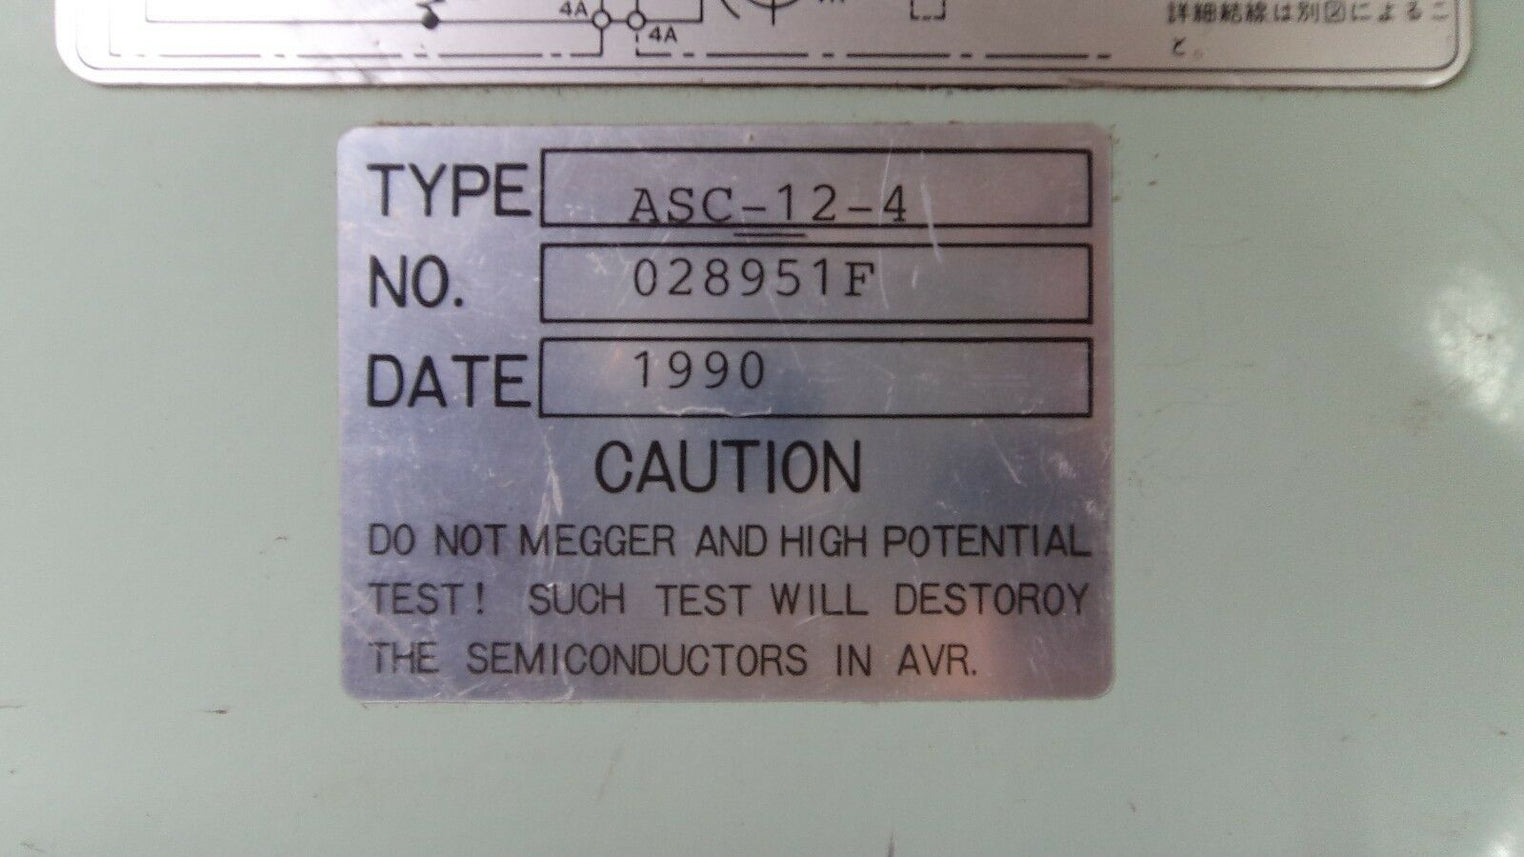 4A
4A
詳細結線は別図によるこ
と。
TYPE ASC-12-4
NO. 028951F
DATE 1990
CAUTION
DO NOT MEGGER AND HIGH POTENTIAL
TEST! SUCH TEST WILL DESTOROY
THE SEMICONDUCTORS IN AVR.